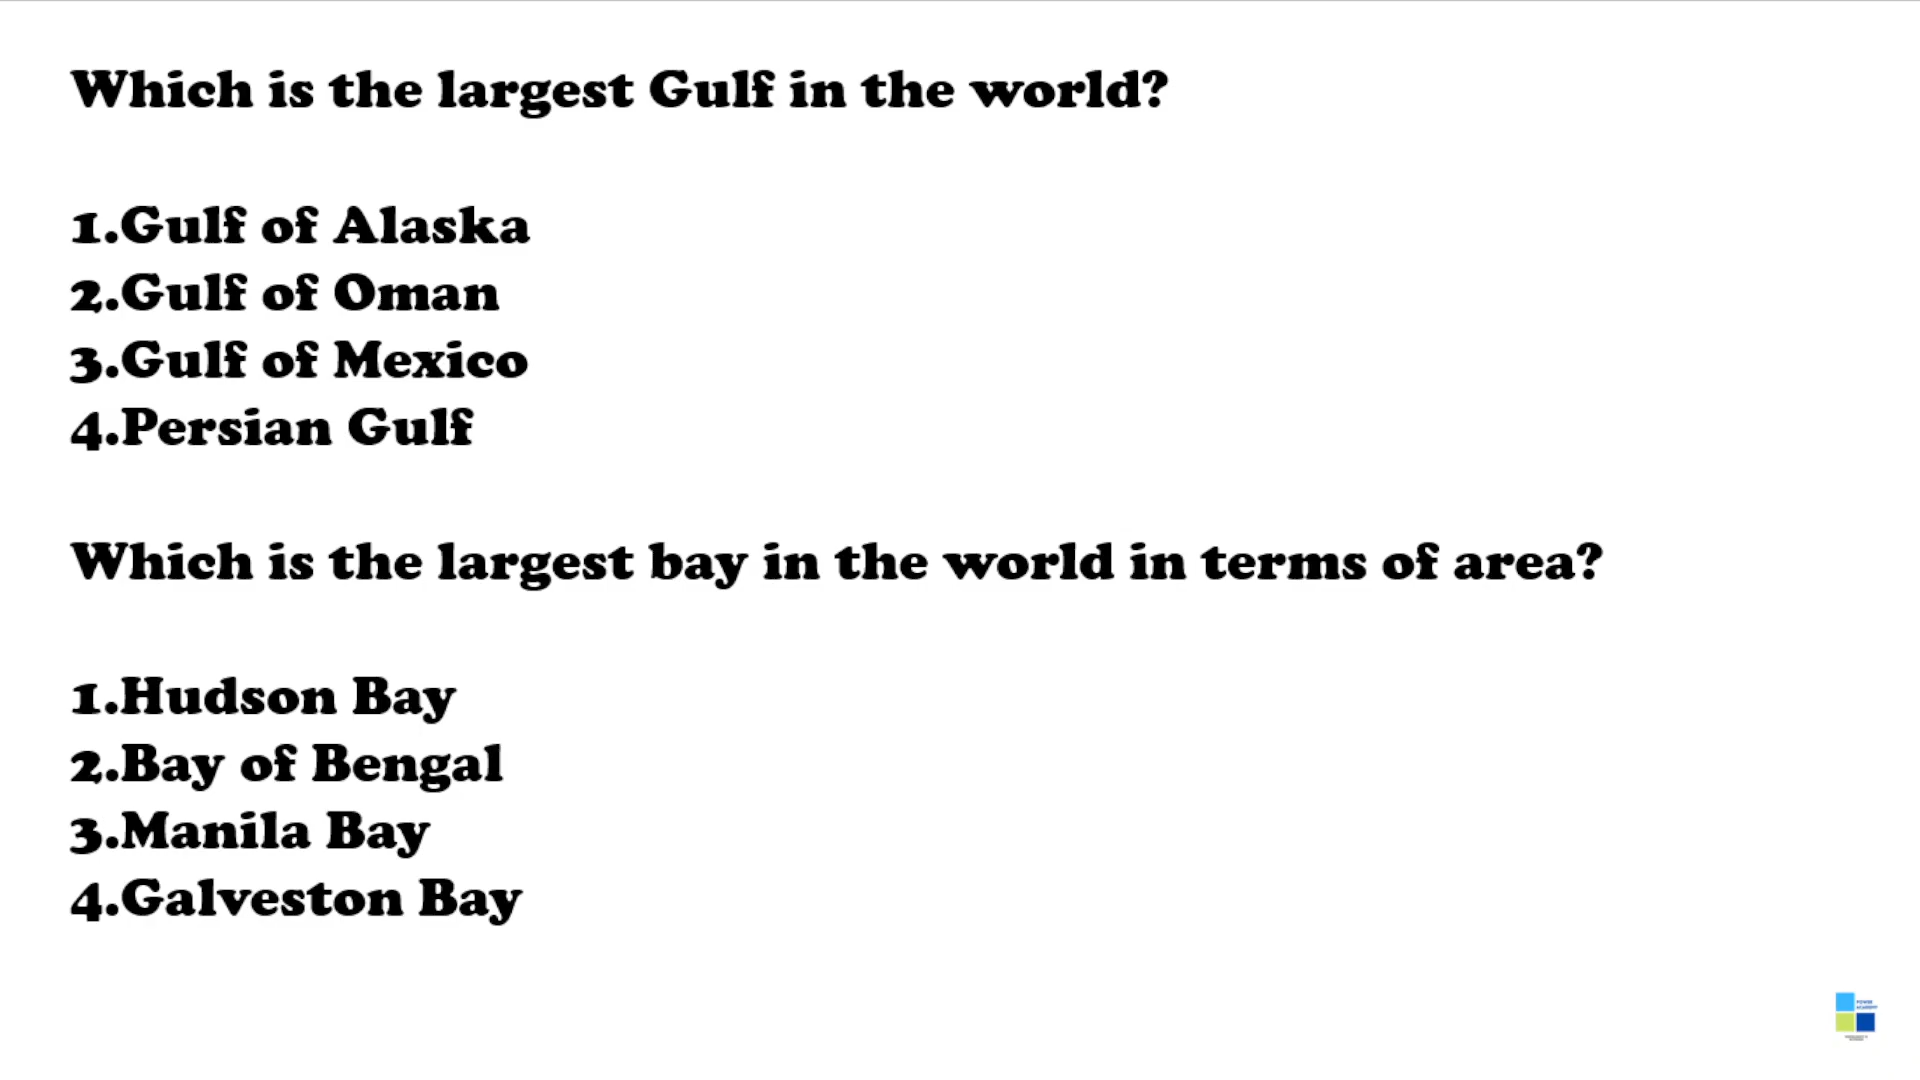 Which is the largest Gulf in the world?
1.Gulf of Alaska
2.Gulf of Oman
3.Gulf of Mexico
4.Persian Gulf
Which is the largest bay in the world in terms of area?
1.Hudson Bay
2.Bay of Bengal
3.Manila Bay
4.Galveston Bay